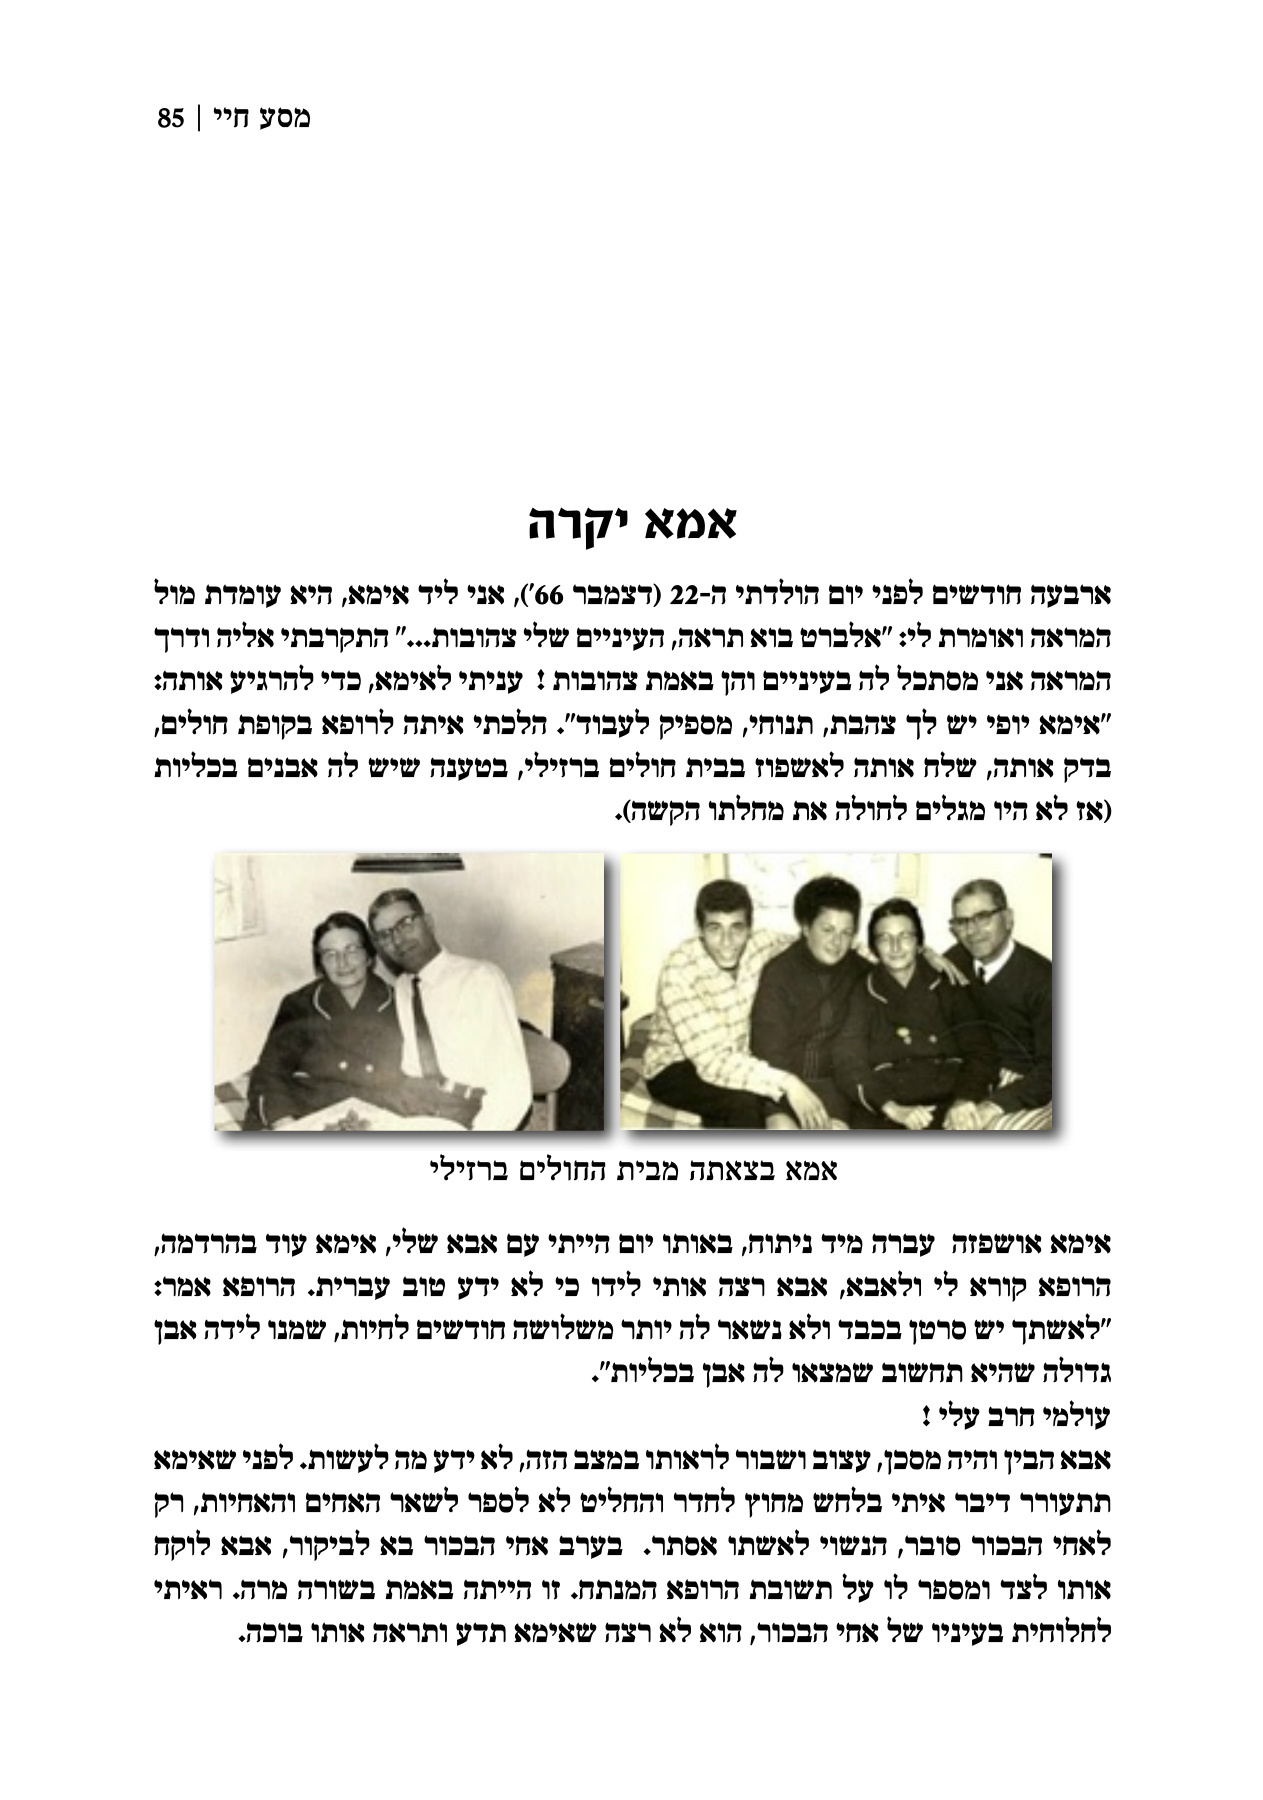 מסע חיי | 85
אמא יקרה
ארבעה חודשים לפני יום הולדתי ה-22 (דצמבר 66'), אני ליד אימא, היא עומדת מול
המראה ואומרת לי: "אלברט בוא תראה, העיניים שלי צהובות..." התקרבתי אליה ודרך
המראה אני מסתכל לה בעיניים והן באמת צהובות ! עניתי לאימא, כדי להרגיע אותה:
"אימא יופי יש לך צהבת, תנוחי, מספיק לעבוד". הלכתי איתה לרופא בקופת חולים,
בדק אותה, שלח אותה לאשפוז בבית חולים ברזילי, בטענה שיש לה אבנים בכליות
(אז לא היו מגלים לחולה את מחלתו הקשה).
אמא בצאתה מבית החולים ברזילי
אימא אושפזה עברה מיד ניתוח, באותו יום הייתי עם אבא שלי, אימא עוד בהרדמה,
הרופא קורא לי ולאבא, אבא רצה אותי לידו כי לא ידע טוב עברית. הרופא אמר:
"לאשתך יש סרטן בכבד ולא נשאר לה יותר משלושה חודשים לחיות, שמנו לידה אבן
גדולה שהיא תחשוב שמצאו לה אבן בכליות".
עולמי חרב עלי !
אבא הבין והיה מסכן, עצוב ושבור לראותו במצב הזה, לא ידע מה לעשות. לפני שאימא
תתעורר דיבר איתי בלחש מחוץ לחדר והחליט לא לספר לשאר האחים והאחיות, רק
לאחי הבכור סובר, הנשוי לאשתו אסתר. בערב אחי הבכור בא לביקור, אבא לוקח
אותו לצד ומספר לו על תשובת הרופא המנתח. זו הייתה באמת בשורה מרה. ראיתי
לחלוחית בעיניו של אחי הבכור, הוא לא רצה שאימא תדע ותראה אותו בוכה.